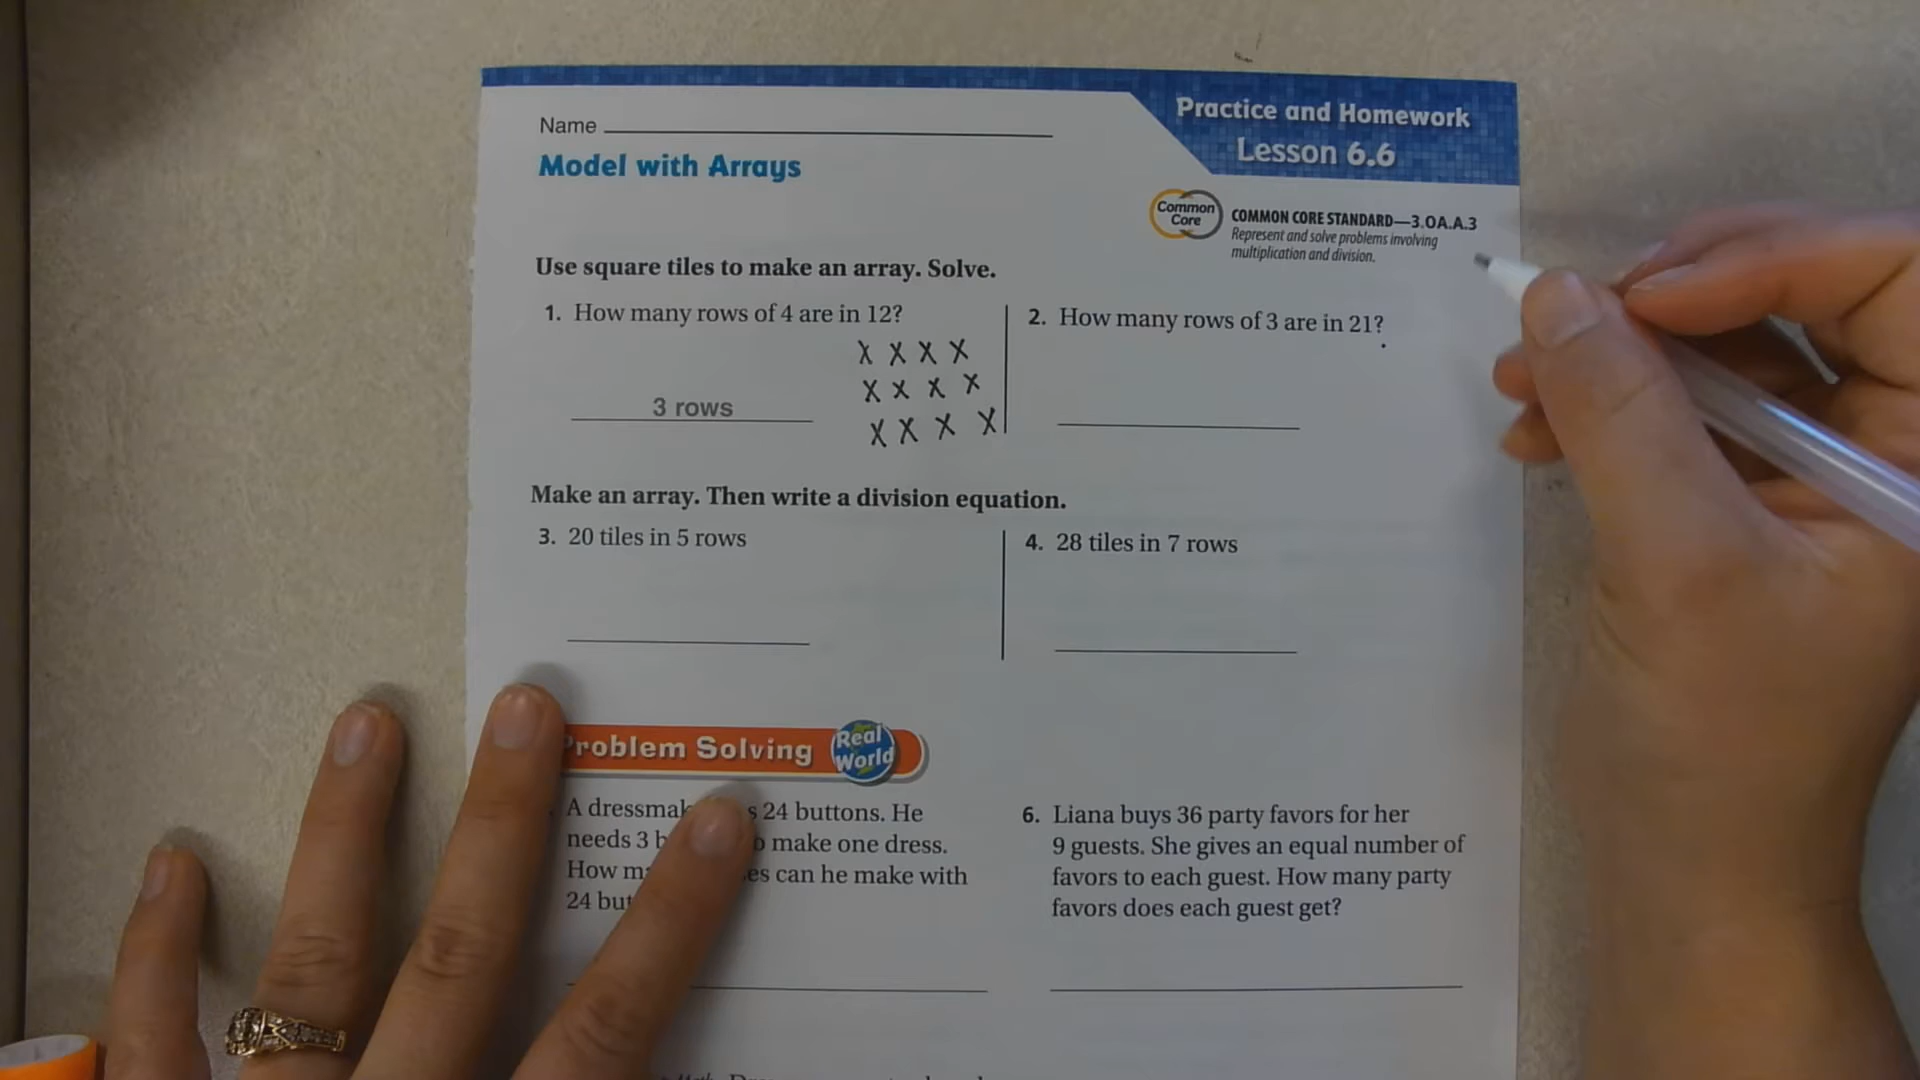 Practice and Homework
Lesson 6.6
Name
Model with Arrays
Common
Core
COMMON CORE STANDARD—3.OA.A.3
Represent and solve problems involving
multiplication and division.
Use square tiles to make an array. Solve.
1. How many rows of 4 are in 12?
X X X X
X X X X
X X X X
3 rows
2. How many rows of 3 are in 21?
Make an array. Then write a division equation.
3. 20 tiles in 5 rows
4. 28 tiles in 7 rows
Problem Solving Real
World
A 24 buttons. He
needs 3 make one dress.
How can he make with
24
6. Liana buys 36 party favors for her
9 guests. She gives an equal number of
favors to each guest. How many party
favors does each guest get?